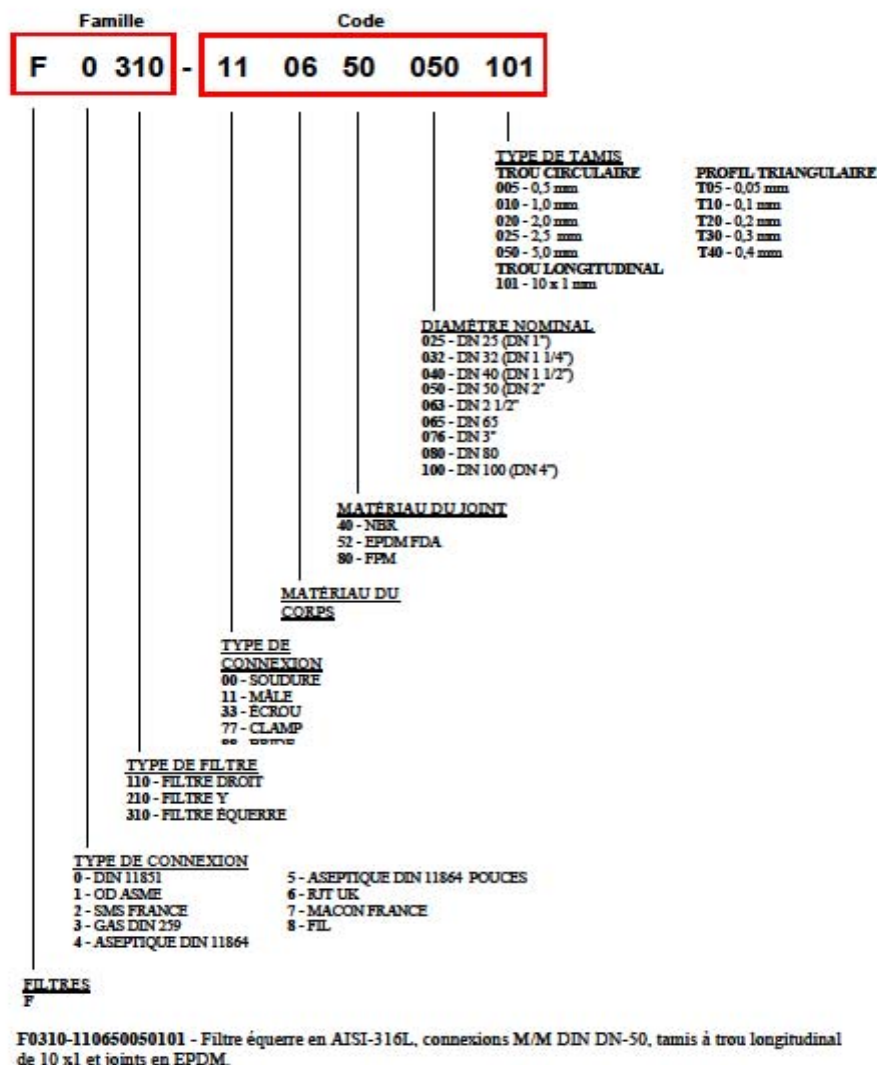 Famille Code
F 0 310 - 11 06 50 050 101
TYPE DE TAMIS
TROU CIRCULAIRE PROFIL TRIANGULAIRE
005 - 0,5 mm T05 - 0,05 mm
010 - 1,0 mm T10 - 0,1 mm
020 - 2,0 mm T20 - 0,2 mm
025 - 2,5 mm T30 - 0,3 mm
050 - 5,0 mm T40 - 0,4 mm
TROU LONGITUDINAL
101 - 10 x 1 mm
DIAMÈTRE NOMINAL
025 - DN 25 (DN 1")
032 - DN 32 (DN 1 1/4")
040 - DN 40 (DN 1 1/2")
050 - DN 50 (DN 2"
063 - DN 2 1/2"
065 - DN 65
076 - DN 3"
080 - DN 80
100 - DN 100 (DN 4")
MATÉRIAU DU JOINT
40 - NBR
52 - EPDM FDA
80 - FPM
MATÉRIAU DU
CORPS
TYPE DE
CONNEXION
00 - SOUDURE
11 - MÂLE
33 - ÉCROU
77 - CLAMP
88 - BRIDE
TYPE DE FILTRE
110 - FILTRE DROIT
210 - FILTRE Y
310 - FILTRE ÉQUERRE
TYPE DE CONNEXION
0 - DIN 11851 5 - ASEPTIQUE DIN 11864 POUCES
1 - OD ASME 6 - RJT UK
2 - SMS FRANCE 7 - MACON FRANCE
3 - GAS DIN 259 8 - FIL
4 - ASEPTIQUE DIN 11864
FILTRES
F
F0310-110650050101 - Filtre équerre en AISI-316L, connexions M/M DIN DN-50, tamis à trou longitudinal
de 10 x1 et joints en EPDM.